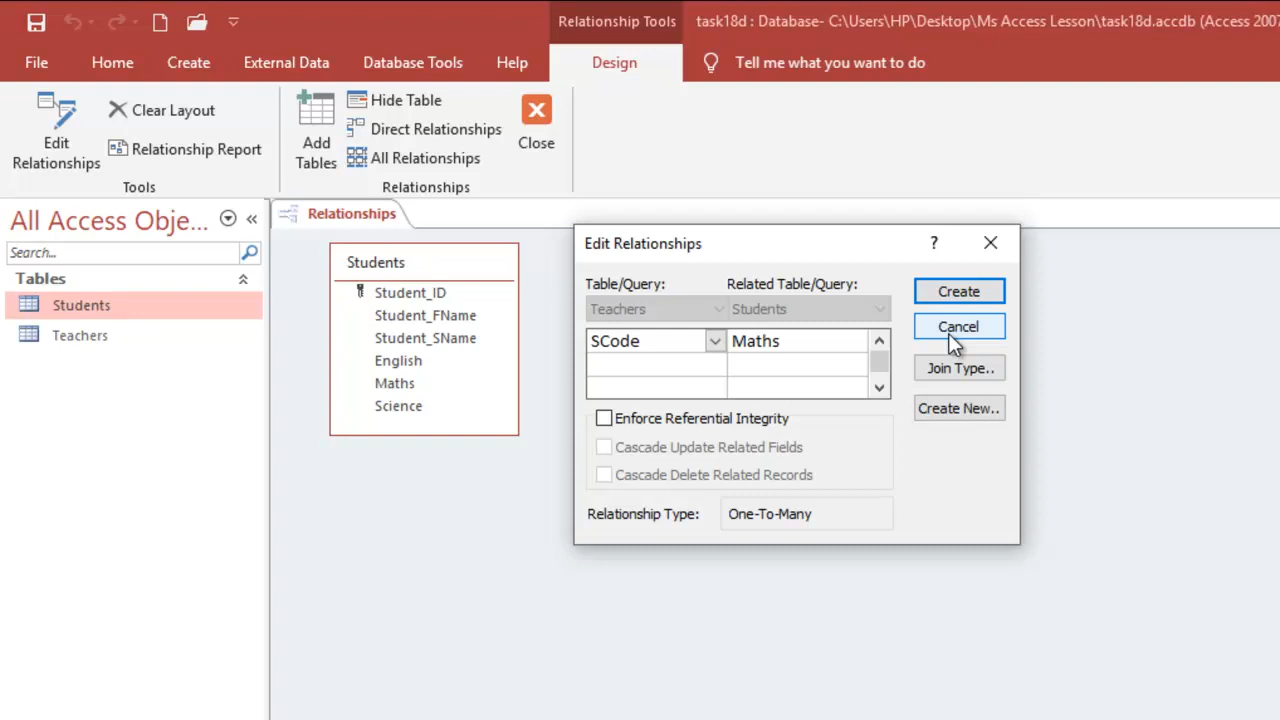 Relationship Tools
task18d : Database- C:\Users\HP\Desktop\Ms Access Lesson\task18d.accdb (Access 2007
File Home Create External Data Database Tools Help Design Tell me what you want to do
Edit Relationships
Clear Layout
Relationship Report
Tools
Add Tables
Hide Table
Direct Relationships
All Relationships
Close
Relationships
All Access Obje... «
Search...
Tables
Students
Teachers
Relationships
Students
Student_ID
Student_FName
Student_SName
English
Maths
Science
Edit Relationships ?
Table/Query: Related Table/Query:
Teachers Students
SCode Maths
Enforce Referential Integrity
Cascade Update Related Fields
Cascade Delete Related Records
Relationship Type: One-To-Many
Create
Cancel
Join Type..
Create New..